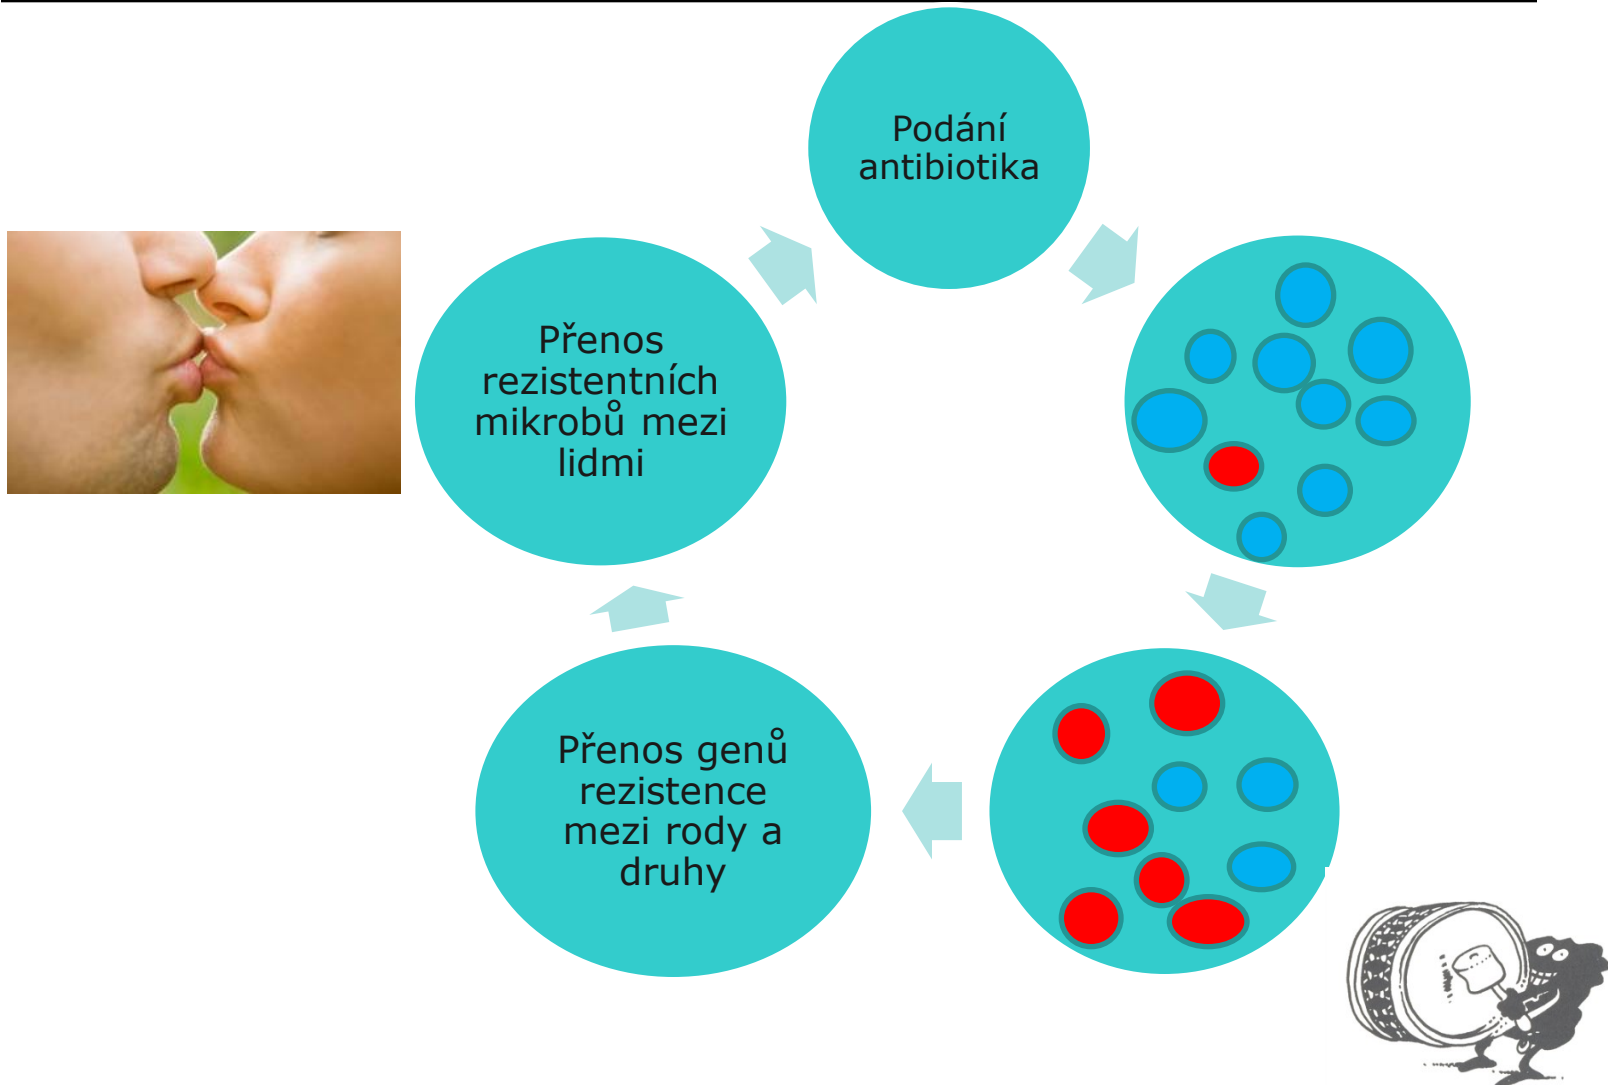 Podání
antibiotika
Přenos
rezistentních
mikrobů mezi
lidmi
Přenos genů
rezistence
mezi rody a
druhy